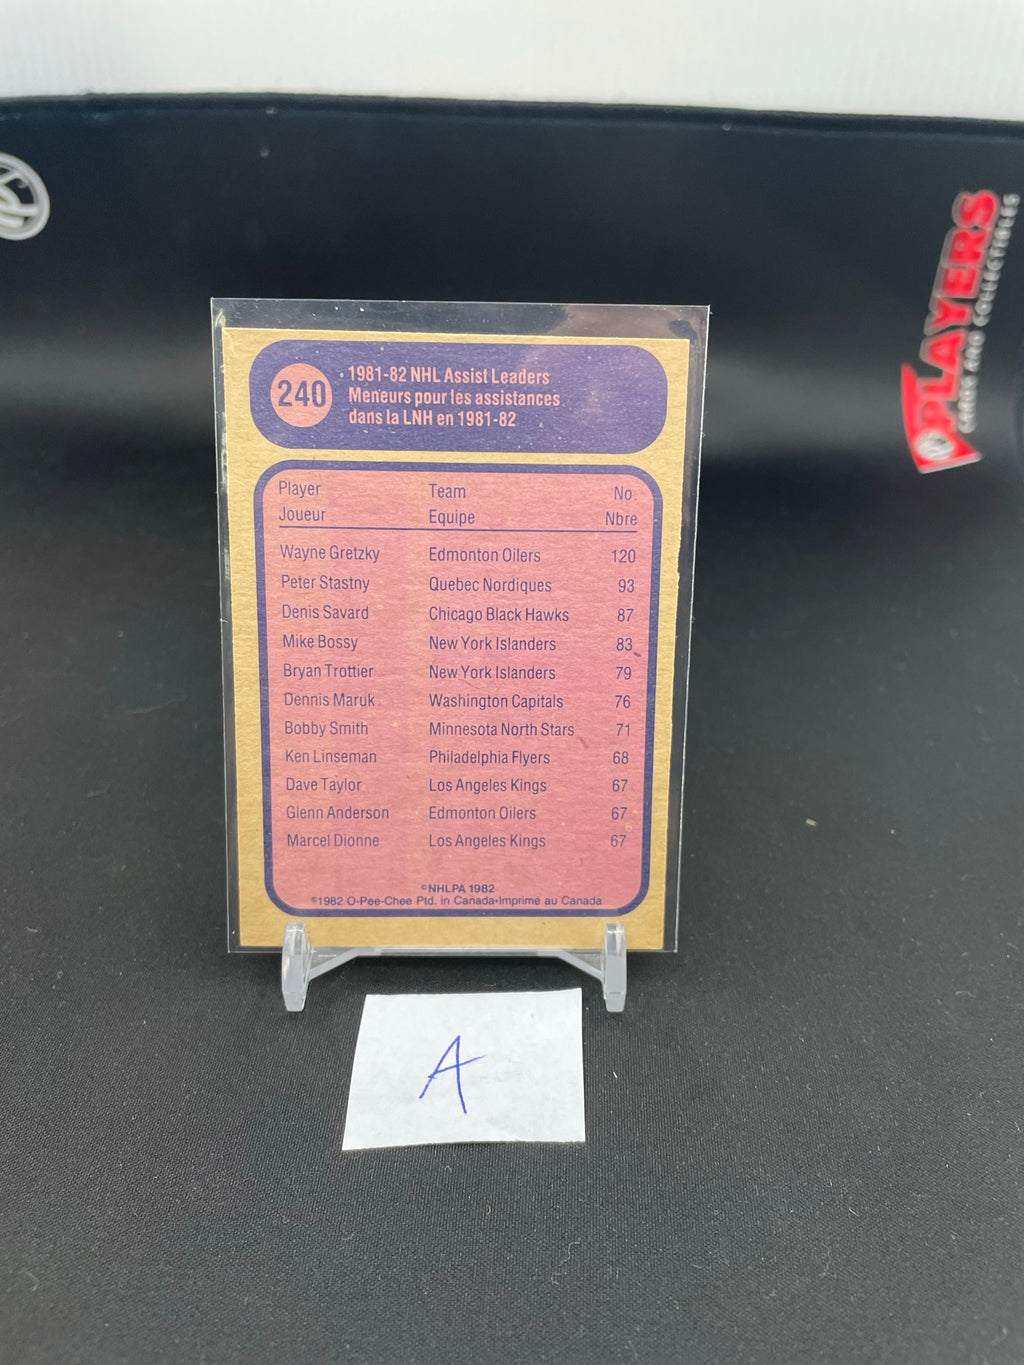 PLAYERS
CARD AND COLLECTIBLES
240
1981-82 NHL Assist Leaders
Meneurs pour les assistances
dans la LNH en 1981-82
Player Team No.
Joueur Equipe Nbre
Wayne Gretzky Edmonton Oilers 120
Peter Stastny Quebec Nordiques 93
Denis Savard Chicago Black Hawks 87
Mike Bossy New York Islanders 83
Bryan Trottier New York Islanders 79
Dennis Maruk Washington Capitals 76
Bobby Smith Minnesota North Stars 71
Ken Linseman Philadelphia Flyers 68
Dave Taylor Los Angeles Kings 67
Glenn Anderson Edmonton Oilers 67
Marcel Dionne Los Angeles Kings 67
©NHLPA 1982
©1982 O-Pee-Chee Ptd. in Canada•Imprimé au Canada
A